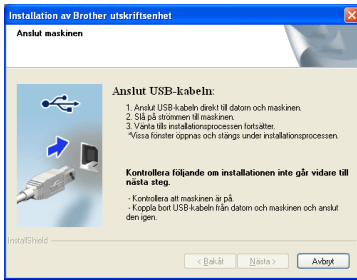 Installation av Brother utskriftsenhet
Anslut maskinen
Anslut USB-kabeln:
1. Anslut USB-kabeln direkt till datorn och maskinen.
2. Slå på strömmen till maskinen.
3. Vänta tills installationsprocessen fortsätter.
*Vissa fönster öppnas och stängs under installationsprocessen.
Kontrollera följande om installationen inte går vidare till
nästa steg.
- Kontrollera att maskinen är på.
- Koppla bort USB-kabeln från datorn och maskinen och anslut
den igen.
InstallShield
< Bakåt Nästa > Avbryt